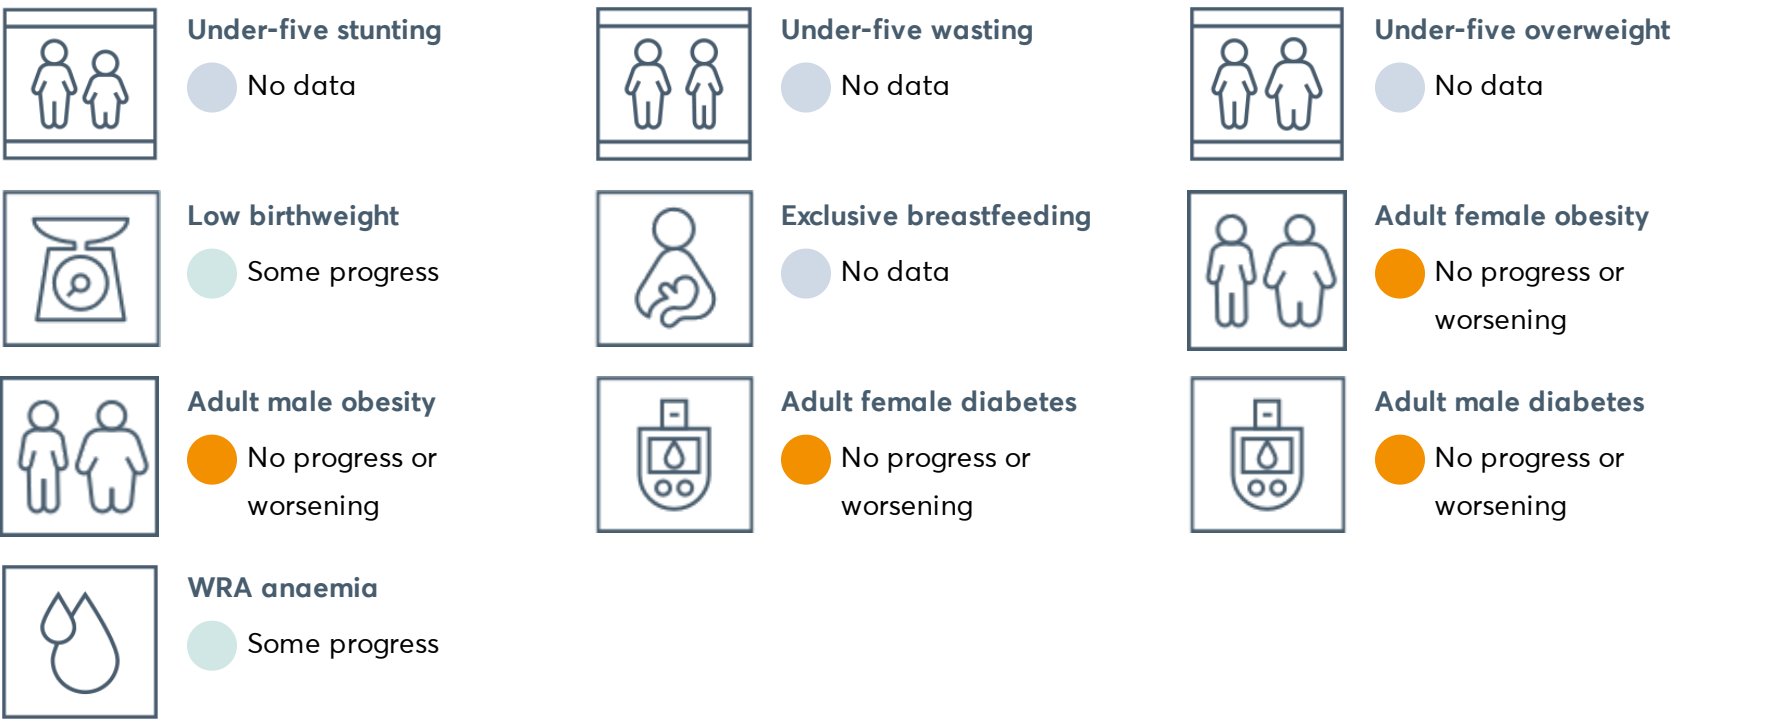 Under-five stunting
No data
Under-five wasting
No data
Under-five overweight
No data
Low birthweight
Some progress
Exclusive breastfeeding
No data
Adult female obesity
No progress or
worsening
Adult male obesity
No progress or
worsening
Adult female diabetes
No progress or
worsening
Adult male diabetes
No progress or
worsening
WRA anaemia
Some progress